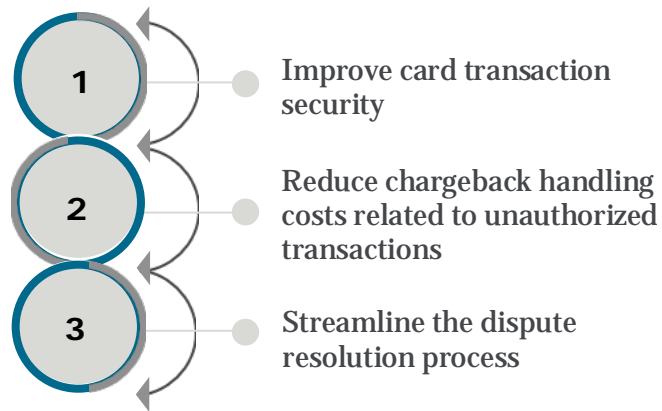 1
Improve card transaction
security
2
Reduce chargeback handling
costs related to unauthorized
transactions
3
Streamline the dispute
resolution process